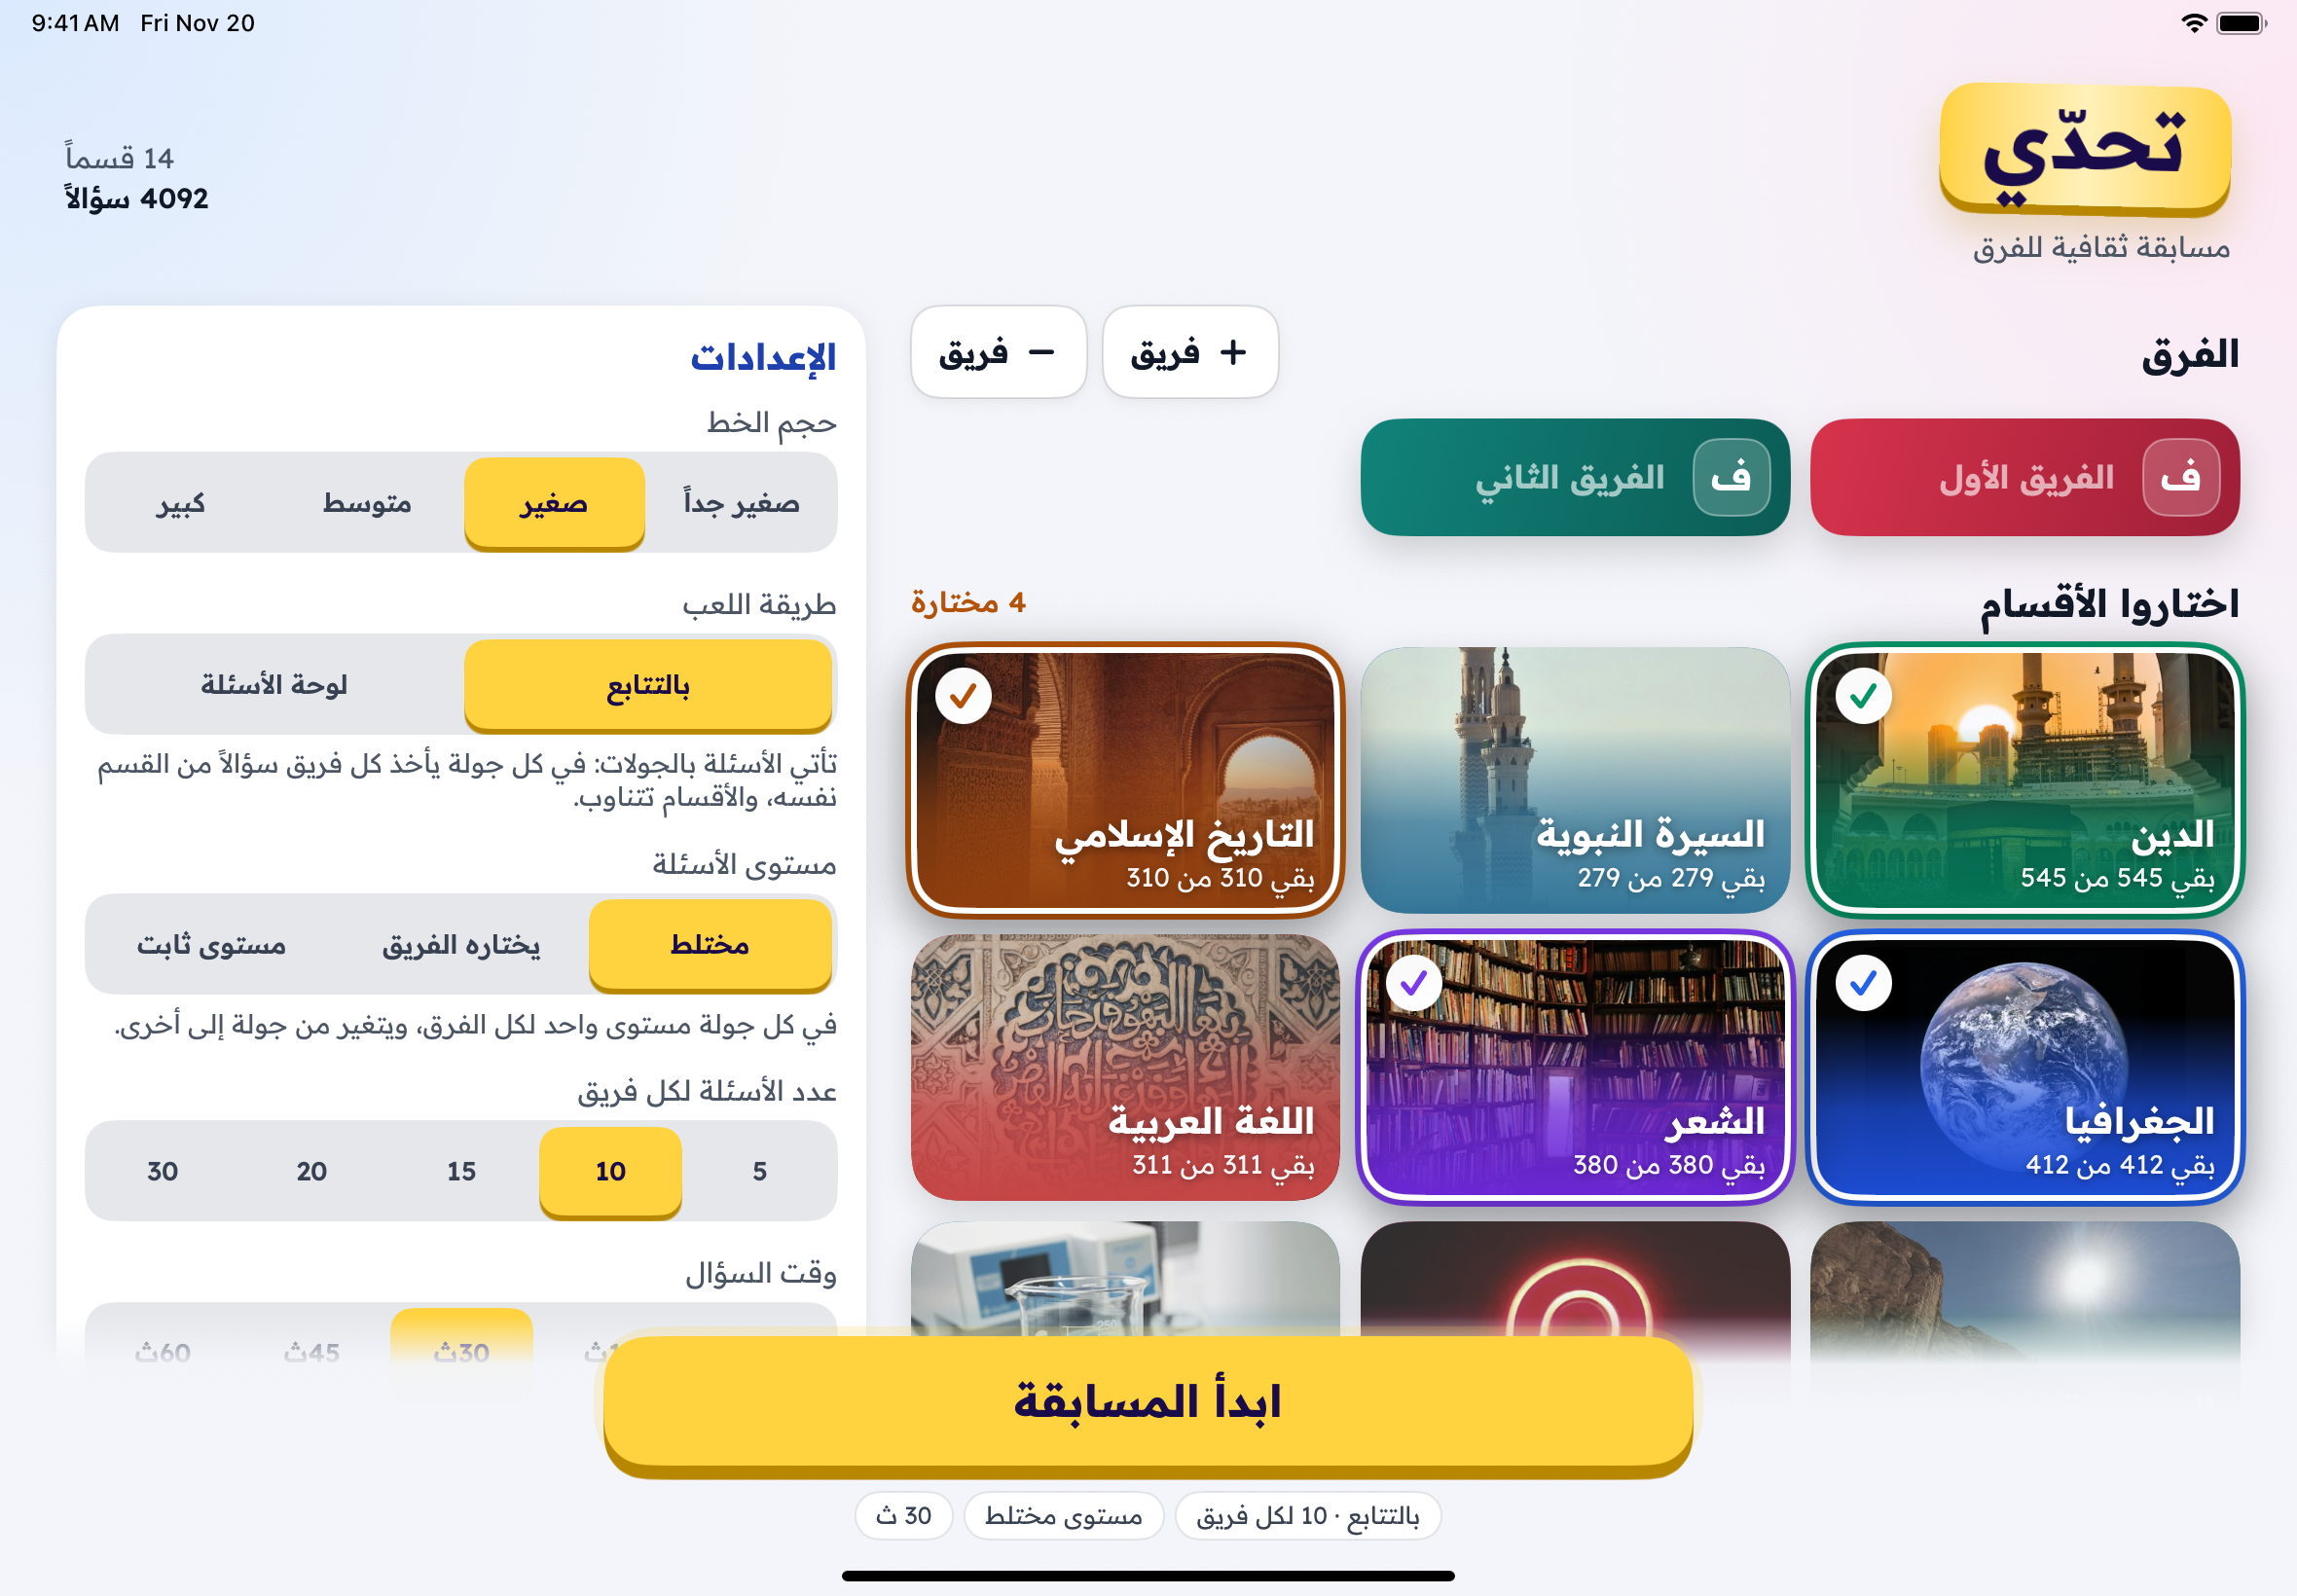 9:41 AM Fri Nov 20
تحدّي
مسابقة ثقافية للفرق
14 قسماً
4092 سؤالاً
الفرق
+ فريق
− فريق
ف الفريق الأول
ف الفريق الثاني
اختاروا الأقسام
4 مختارة
الدين
بقي 545 من 545
السيرة النبوية
بقي 279 من 279
التاريخ الإسلامي
بقي 310 من 310
الجغرافيا
بقي 412 من 412
الشعر
بقي 380 من 380
اللغة العربية
بقي 311 من 311
الإعدادات
حجم الخط
صغير جداً صغير متوسط كبير
طريقة اللعب
بالتتابع لوحة الأسئلة
تأتي الأسئلة بالجولات: في كل جولة يأخذ كل فريق سؤالاً من القسم
نفسه، والأقسام تتناوب.
مستوى الأسئلة
مختلط يختاره الفريق مستوى ثابت
في كل جولة مستوى واحد لكل الفرق، ويتغير من جولة إلى أخرى.
عدد الأسئلة لكل فريق
5 10 15 20 30
وقت السؤال
30ث 45ث 60ث
ابدأ المسابقة
بالتتابع · 10 لكل فريق
مستوى مختلط
30 ث